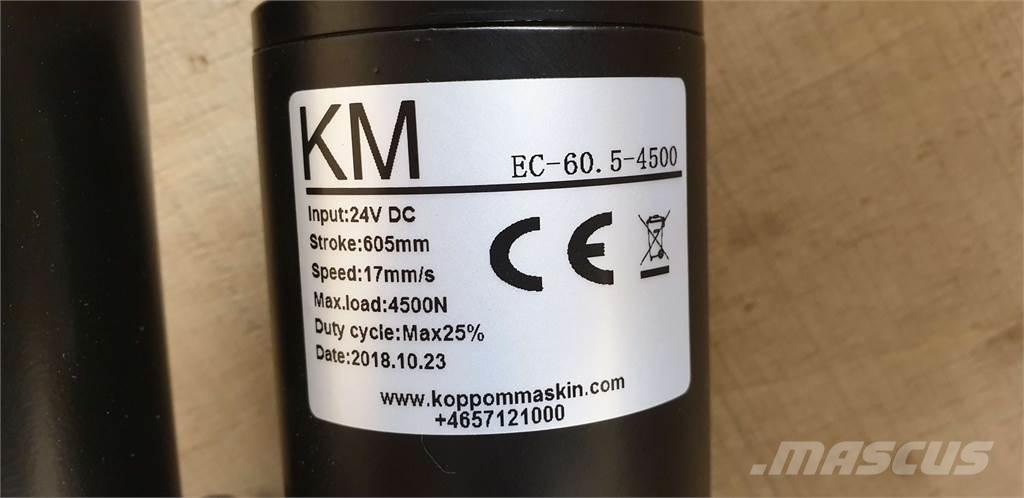 KM
EC-60.5-4500
Input:24V DC
Stroke:605mm
Speed:17mm/s
Max.load:4500N
Duty cycle:Max25%
Date:2018.10.23
CE
www.koppommaskin.com
+4657121000
.MASCUS